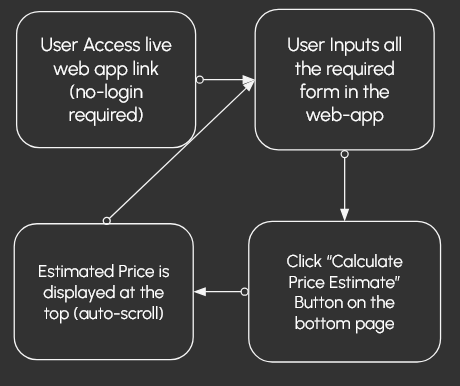 User Access live
web app link
(no-login
required)
User Inputs all
the required
form in the
web-app
Click “Calculate
Price Estimate”
Button on the
bottom page
Estimated Price is
displayed at the
top (auto-scroll)